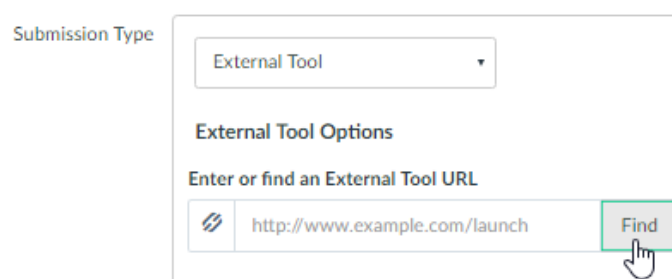 Submission Type
External Tool
External Tool Options
Enter or find an External Tool URL
http://www.example.com/launch
Find